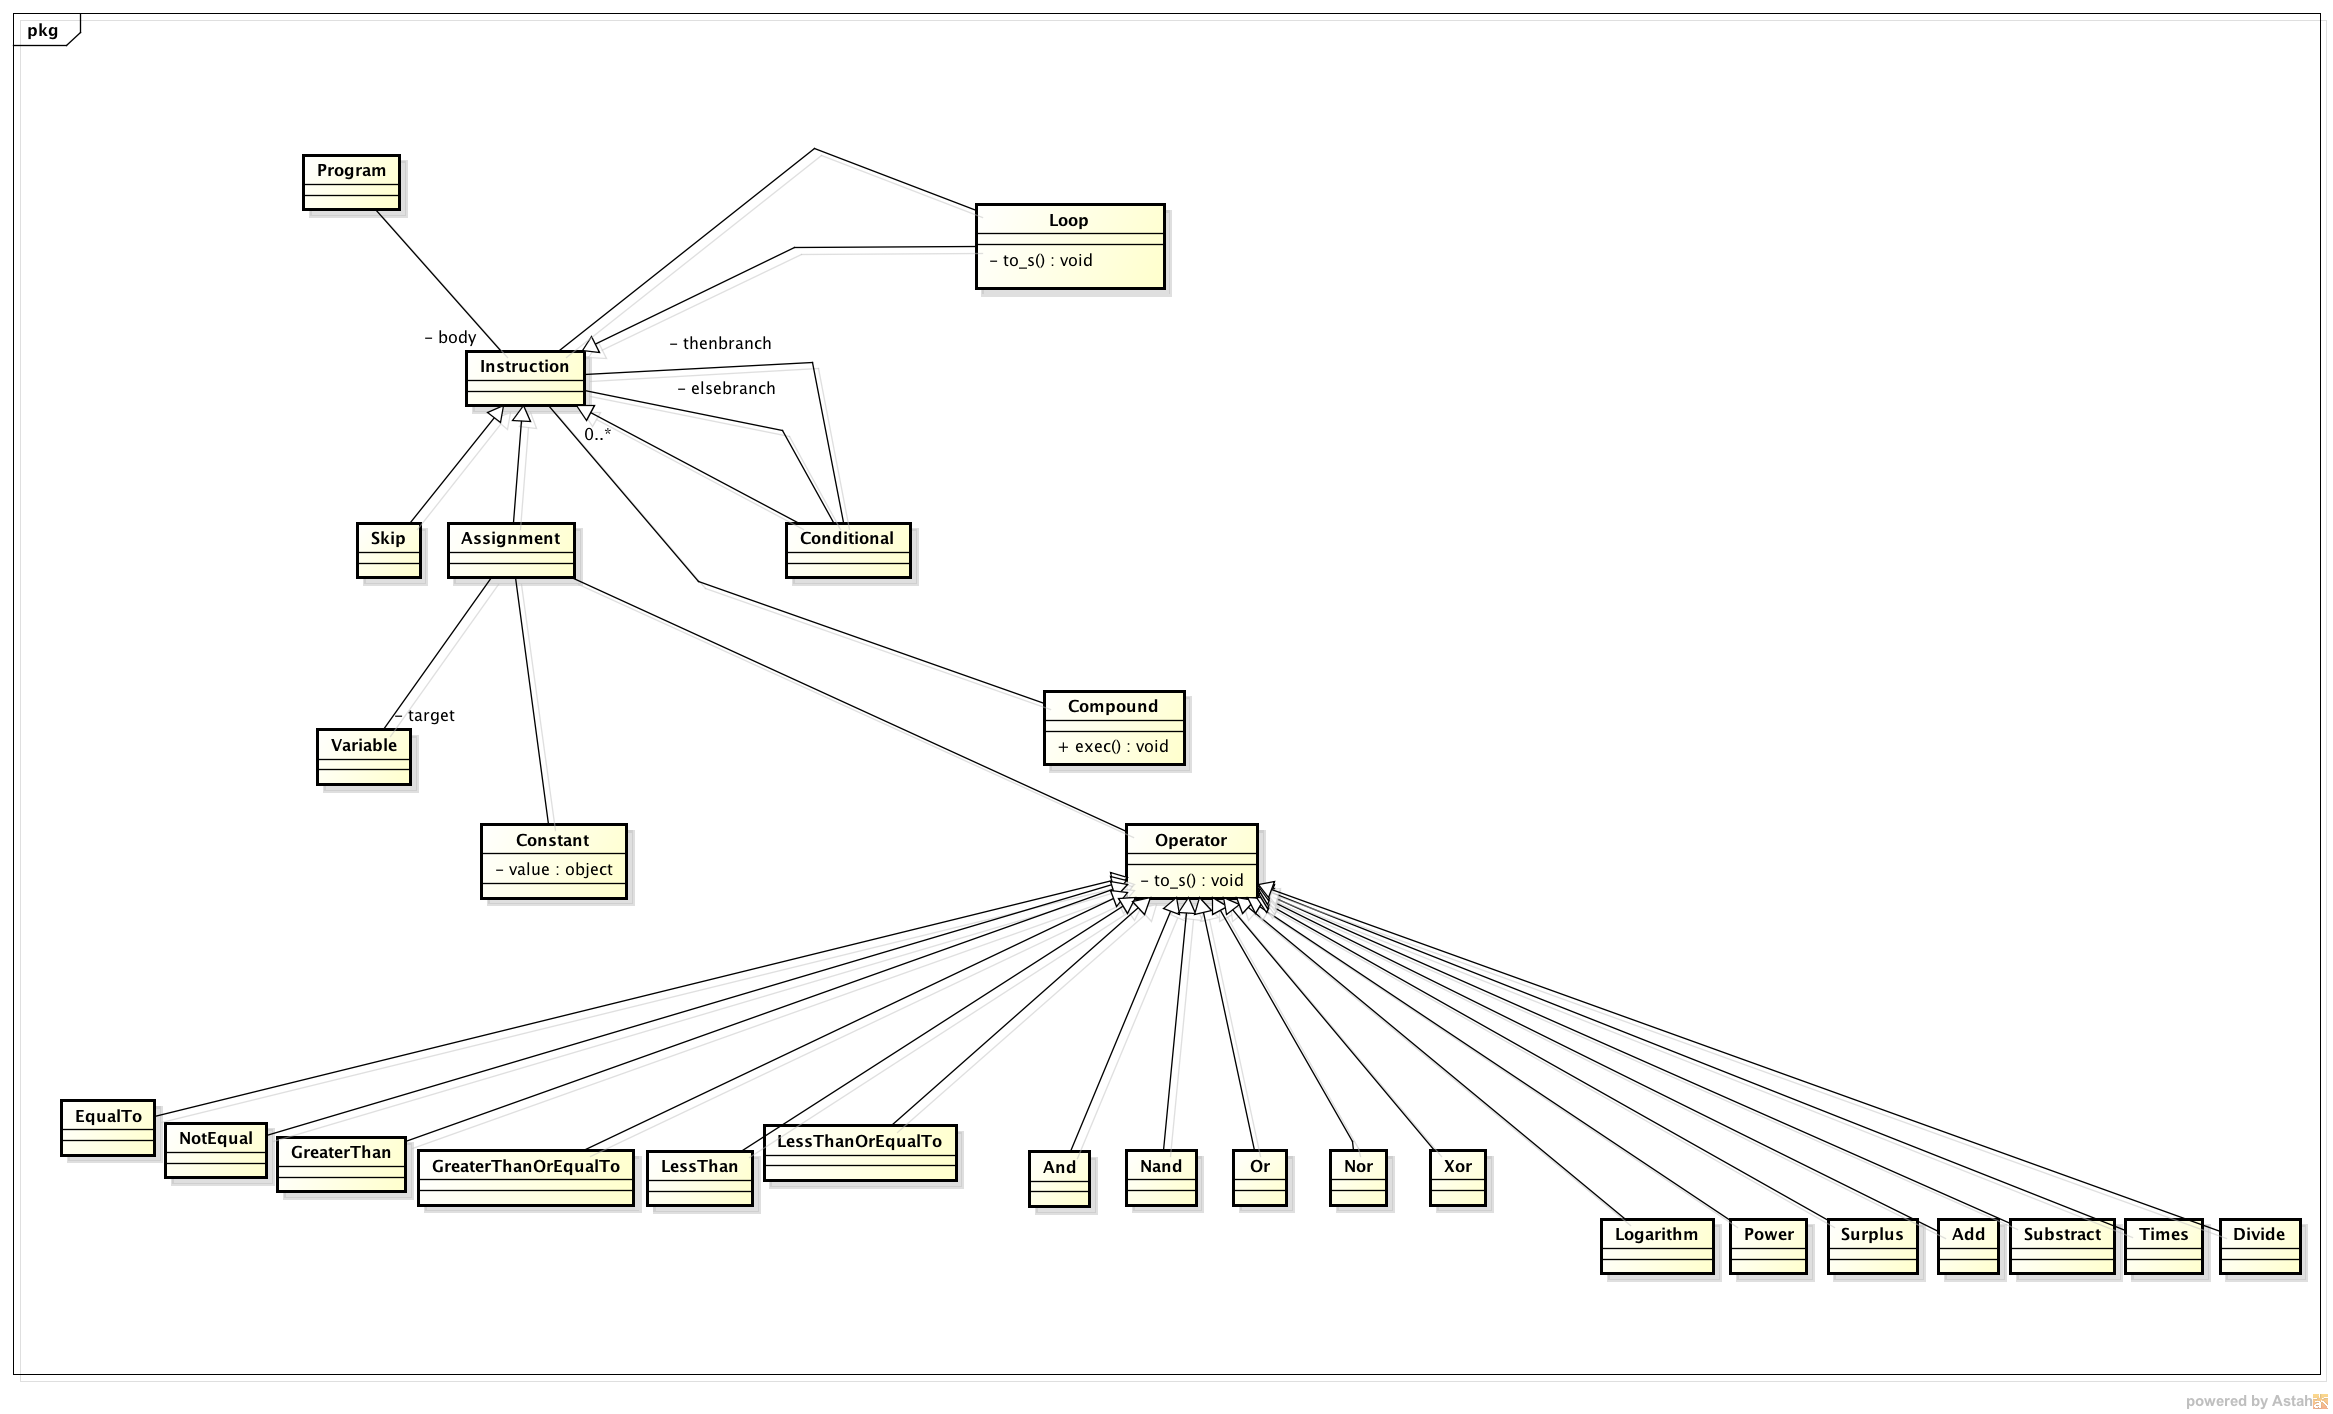 pkg
Program
Loop
– to_s() : void
– body
– thenbranch
Instruction
– elsebranch
0..*
Skip
Assignment
Conditional
– target
Variable
Compound
+ exec() : void
Constant
– value : object
Operator
– to_s() : void
EqualTo
NotEqual
GreaterThan
GreaterThanOrEqualTo
LessThan
LessThanOrEqualTo
And
Nand
Or
Nor
Xor
Logarithm
Power
Surplus
Add
Substract
Times
Divide
powered by Astah